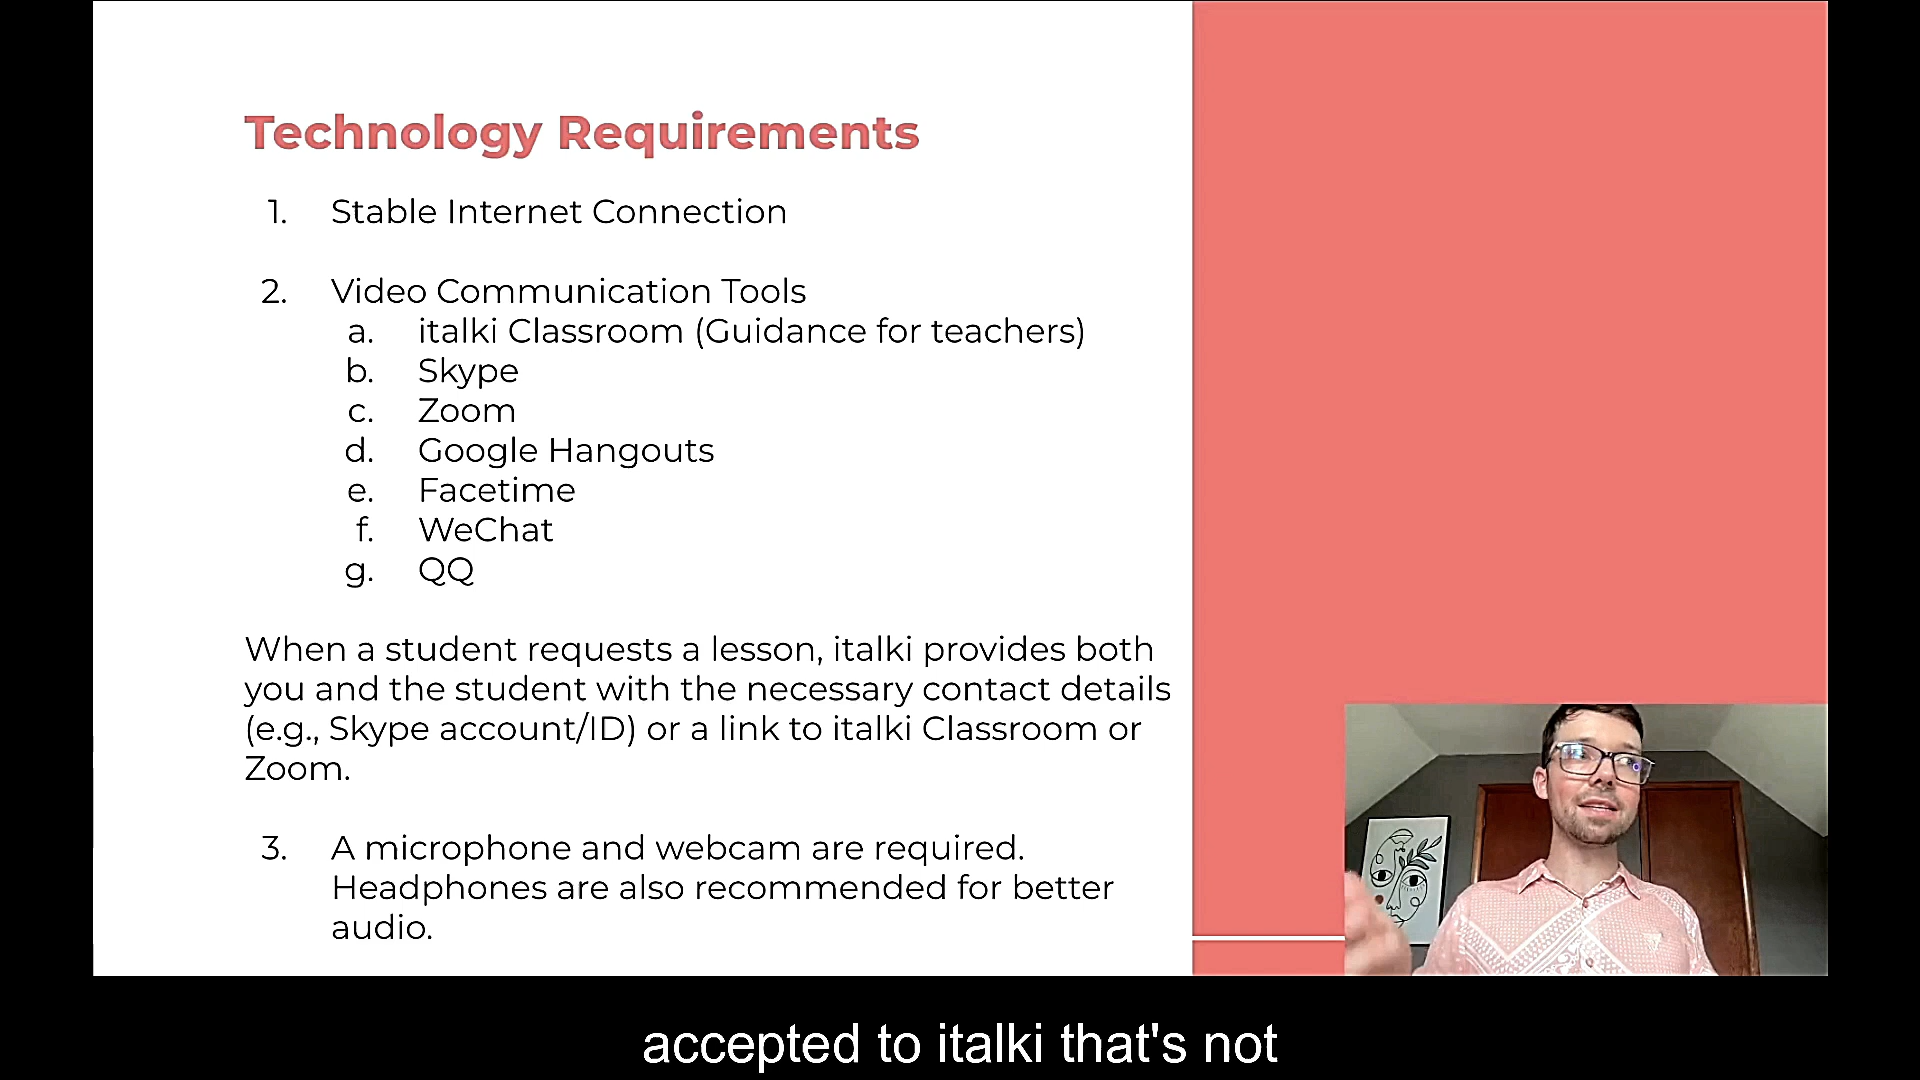 Technology Requirements
1. Stable Internet Connection
2. Video Communication Tools
a. italki Classroom (Guidance for teachers)
b. Skype
c. Zoom
d. Google Hangouts
e. Facetime
f. WeChat
g. QQ
When a student requests a lesson, italki provides both
you and the student with the necessary contact details
(e.g., Skype account/ID) or a link to italki Classroom or
Zoom.
3. A microphone and webcam are required.
Headphones are also recommended for better
audio.
accepted to italki that's not